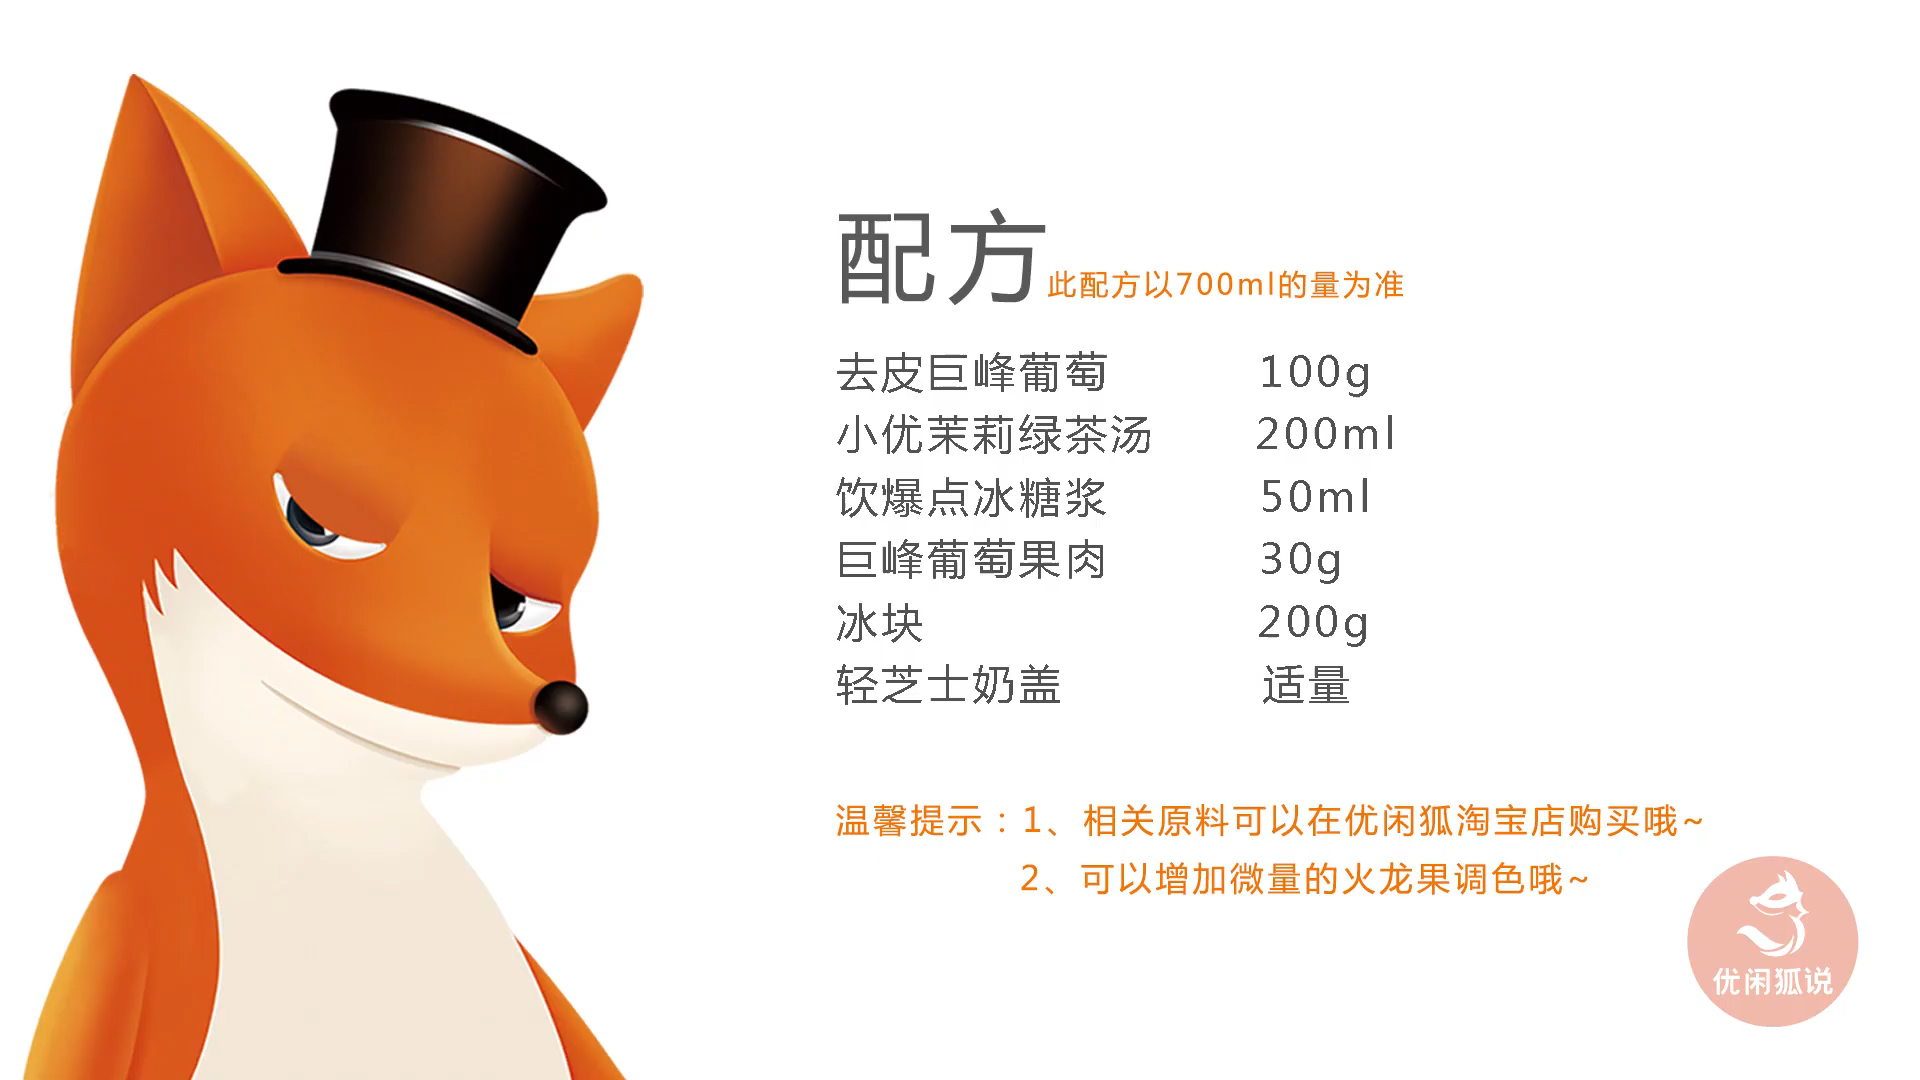 配方 此配方以700ml的量为准
去皮巨峰葡萄 100g
小优茉莉绿茶汤 200ml
饮爆点冰糖浆 50ml
巨峰葡萄果肉 30g
冰块 200g
轻芝士奶盖 适量
温馨提示：1、相关原料可以在优闲狐淘宝店购买哦~
2、可以增加微量的火龙果调色哦~
优闲狐说